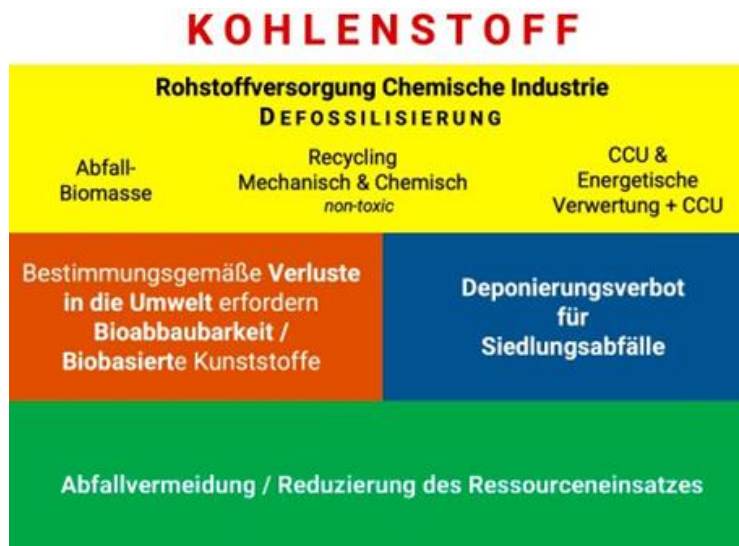 KOHLENSTOFF
Rohstoffversorgung Chemische Industrie
DEFOSSILISIERUNG
Abfall-
Biomasse
Recycling
Mechanisch & Chemisch
non-toxic
CCU &
Energetische
Verwertung + CCU
Bestimmungsgemäße Verluste
in die Umwelt erfordern
Bioabbaubarkeit /
Biobasierte Kunststoffe
Deponierungsverbot
für
Siedlungsabfälle
Abfallvermeidung / Reduzierung des Ressourceneinsatzes